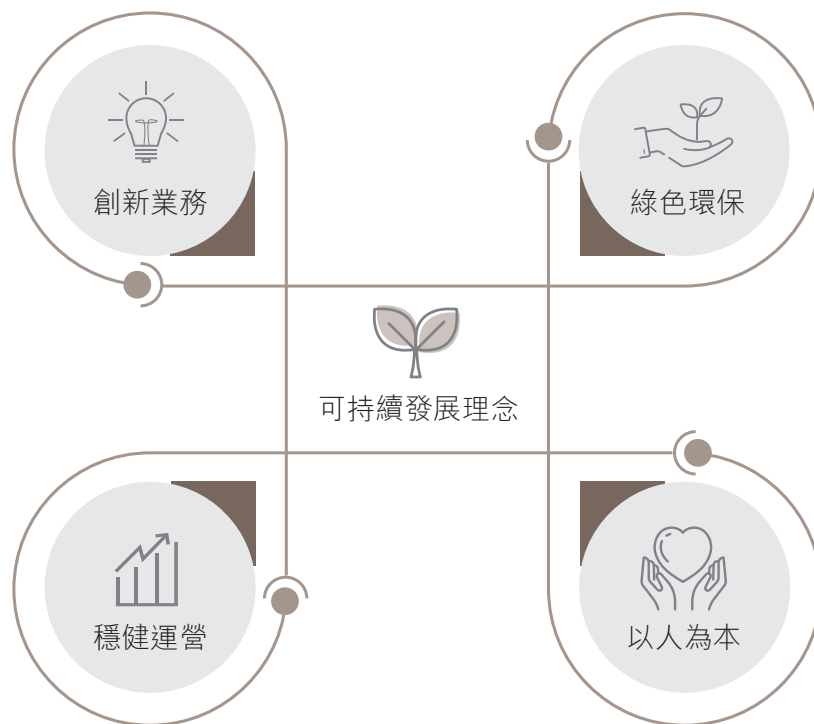 創新業務
綠色環保
可持續發展理念
穩健運營
以人為本